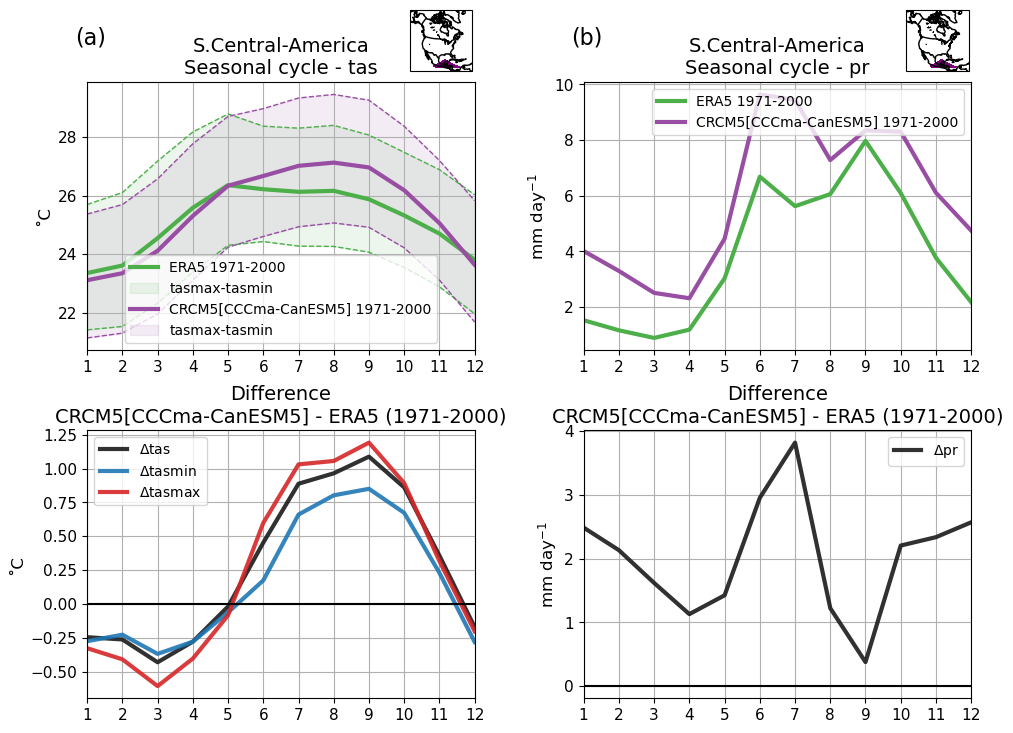 (a)
S.Central-America
Seasonal cycle - tas
28
26
24
22
˚C
ERA5 1971-2000
tasmax-tasmin
CRCM5[CCCma-CanESM5] 1971-2000
tasmax-tasmin
1 2 3 4 5 6 7 8 9 10 11 12
(b)
S.Central-America
Seasonal cycle - pr
10
8
6
4
2
mm day⁻¹
ERA5 1971-2000
CRCM5[CCCma-CanESM5] 1971-2000
1 2 3 4 5 6 7 8 9 10 11 12
Difference
CRCM5[CCCma-CanESM5] - ERA5 (1971-2000)
1.25
1.00
0.75
0.50
0.25
0.00
−0.25
−0.50
˚C
Δtas
Δtasmin
Δtasmax
1 2 3 4 5 6 7 8 9 10 11 12
Difference
CRCM5[CCCma-CanESM5] - ERA5 (1971-2000)
4
3
2
1
0
mm day⁻¹
Δpr
1 2 3 4 5 6 7 8 9 10 11 12